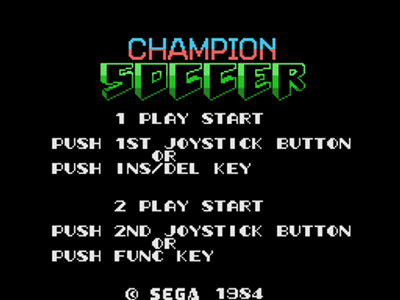 CHAMPION
SOCCER
1 PLAY START
PUSH 1ST JOYSTICK BUTTON
OR
PUSH INS/DEL KEY
2 PLAY START
PUSH 2ND JOYSTICK BUTTON
OR
PUSH FUNC KEY
© SEGA 1984